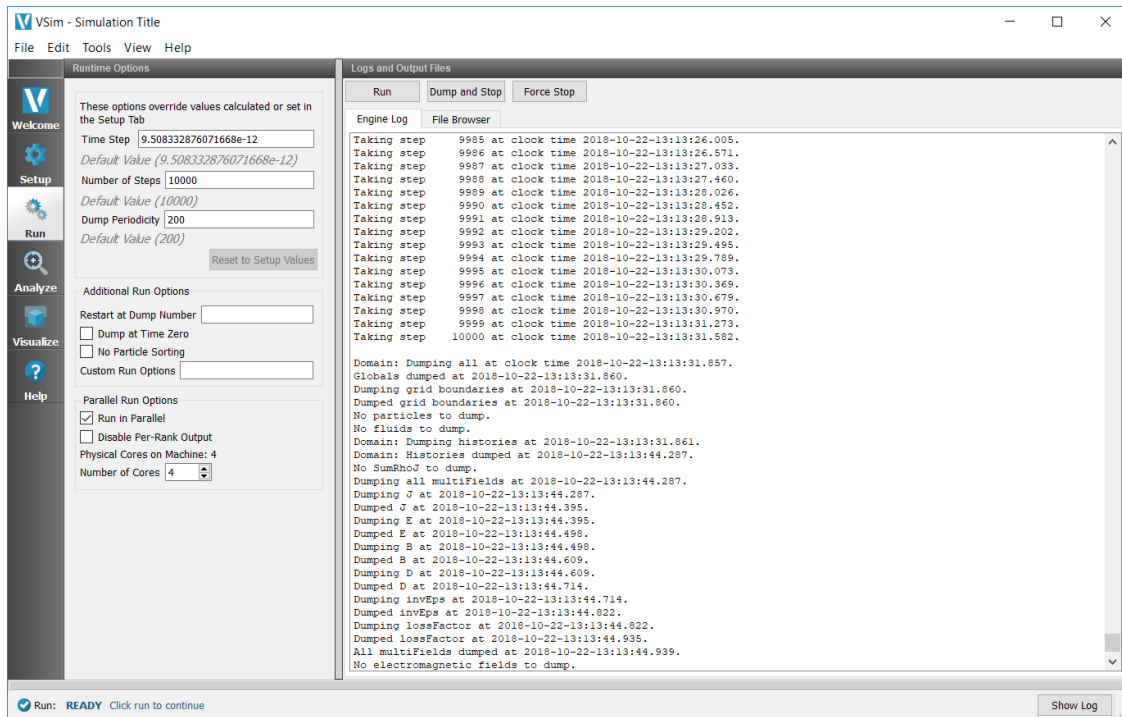 VSim - Simulation Title
File Edit Tools View Help
Runtime Options
Welcome
Setup
Run
Analyze
Visualize
Help
These options override values calculated or set in
the Setup Tab
Time Step 9.508332876071668e-12
Default Value (9.508332876071668e-12)
Number of Steps 10000
Default Value (10000)
Dump Periodicity 200
Default Value (200)
Reset to Setup Values
Additional Run Options
Restart at Dump Number
Dump at Time Zero
No Particle Sorting
Custom Run Options
Parallel Run Options
Run in Parallel
Disable Per-Rank Output
Physical Cores on Machine: 4
Number of Cores 4
Logs and Output Files
Run Dump and Stop Force Stop
Engine Log File Browser
Taking step 9985 at clock time 2018-10-22-13:13:26.005.
Taking step 9986 at clock time 2018-10-22-13:13:26.571.
Taking step 9987 at clock time 2018-10-22-13:13:27.033.
Taking step 9988 at clock time 2018-10-22-13:13:27.460.
Taking step 9989 at clock time 2018-10-22-13:13:28.026.
Taking step 9990 at clock time 2018-10-22-13:13:28.452.
Taking step 9991 at clock time 2018-10-22-13:13:28.913.
Taking step 9992 at clock time 2018-10-22-13:13:29.202.
Taking step 9993 at clock time 2018-10-22-13:13:29.495.
Taking step 9994 at clock time 2018-10-22-13:13:29.789.
Taking step 9995 at clock time 2018-10-22-13:13:30.073.
Taking step 9996 at clock time 2018-10-22-13:13:30.369.
Taking step 9997 at clock time 2018-10-22-13:13:30.679.
Taking step 9998 at clock time 2018-10-22-13:13:30.970.
Taking step 9999 at clock time 2018-10-22-13:13:31.273.
Taking step 10000 at clock time 2018-10-22-13:13:31.582.
Domain: Dumping all at clock time 2018-10-22-13:13:31.857.
Globals dumped at 2018-10-22-13:13:31.860.
Dumping grid boundaries at 2018-10-22-13:13:31.860.
Dumped grid boundaries at 2018-10-22-13:13:31.860.
No particles to dump.
No fluids to dump.
Domain: Dumping histories at 2018-10-22-13:13:31.861.
Domain: Histories dumped at 2018-10-22-13:13:44.287.
No SumRhoJ to dump.
Dumping all multiFields at 2018-10-22-13:13:44.287.
Dumping J at 2018-10-22-13:13:44.287.
Dumped J at 2018-10-22-13:13:44.395.
Dumping E at 2018-10-22-13:13:44.395.
Dumped E at 2018-10-22-13:13:44.498.
Dumping B at 2018-10-22-13:13:44.498.
Dumped B at 2018-10-22-13:13:44.609.
Dumping D at 2018-10-22-13:13:44.609.
Dumped D at 2018-10-22-13:13:44.714.
Dumping invEps at 2018-10-22-13:13:44.714.
Dumped invEps at 2018-10-22-13:13:44.822.
Dumping lossFactor at 2018-10-22-13:13:44.822.
Dumped lossFactor at 2018-10-22-13:13:44.935.
All multiFields dumped at 2018-10-22-13:13:44.939.
No electromagnetic fields to dump.
Run: READY Click run to continue
Show Log